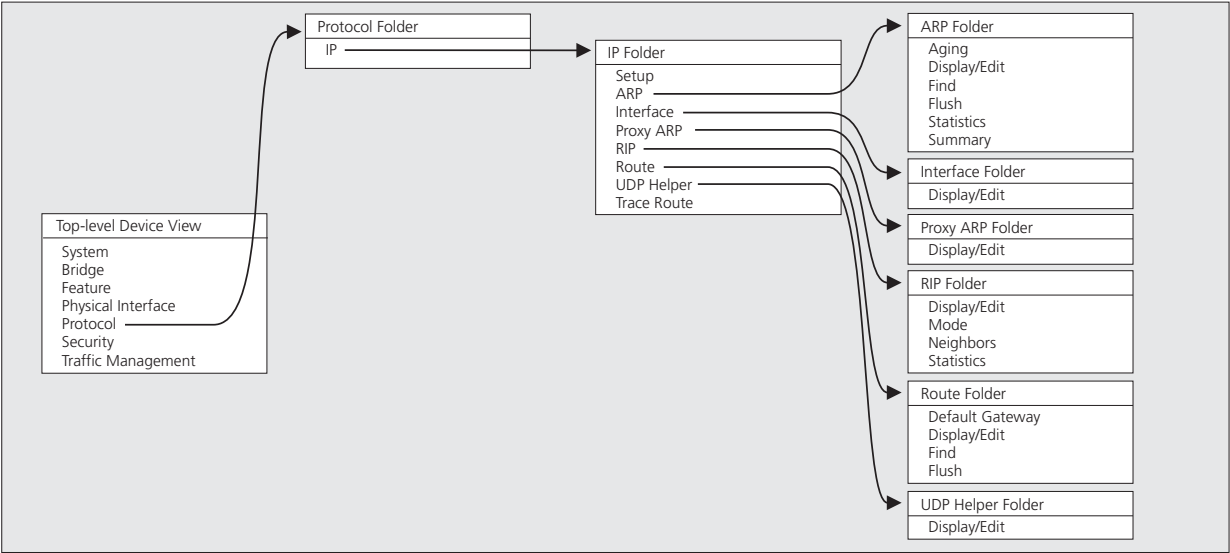 Protocol Folder
IP
IP Folder
Setup
ARP
Interface
Proxy ARP
RIP
Route
UDP Helper
Trace Route
Top-level Device View
System
Bridge
Feature
Physical Interface
Protocol
Security
Traffic Management
ARP Folder
Aging
Display/Edit
Find
Flush
Statistics
Summary
Interface Folder
Display/Edit
Proxy ARP Folder
Display/Edit
RIP Folder
Display/Edit
Mode
Neighbors
Statistics
Route Folder
Default Gateway
Display/Edit
Find
Flush
UDP Helper Folder
Display/Edit